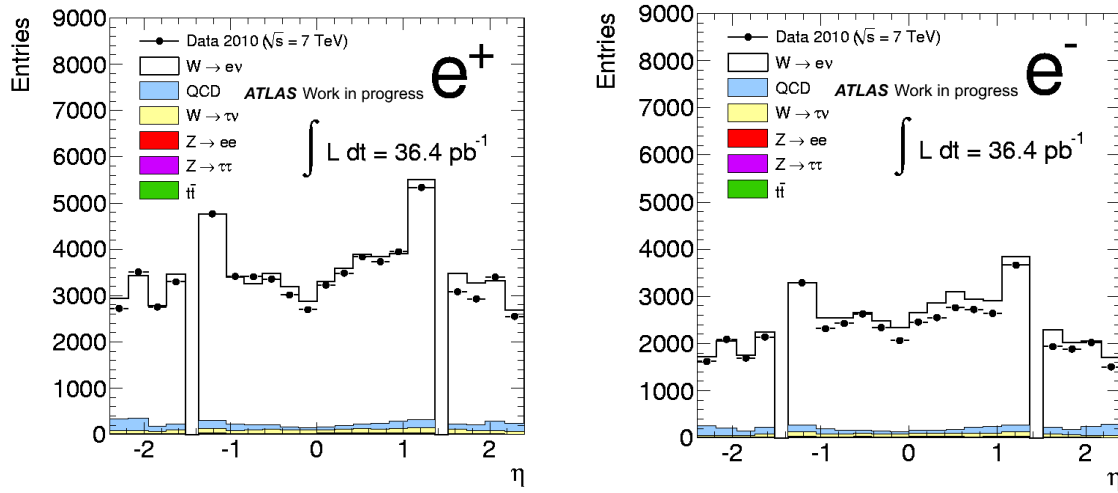 Entries
9000
8000
7000
6000
5000
4000
3000
2000
1000
0
Data 2010 (√s = 7 TeV)
W → eν
QCD
W → τν
Z → ee
Z → ττ
tt̄
e⁺
ATLAS Work in progress
∫ L dt = 36.4 pb⁻¹
-2 -1 0 1 2
η
Entries
9000
8000
7000
6000
5000
4000
3000
2000
1000
0
Data 2010 (√s = 7 TeV)
W → eν
QCD
W → τν
Z → ee
Z → ττ
tt̄
e⁻
ATLAS Work in progress
∫ L dt = 36.4 pb⁻¹
-2 -1 0 1 2
η